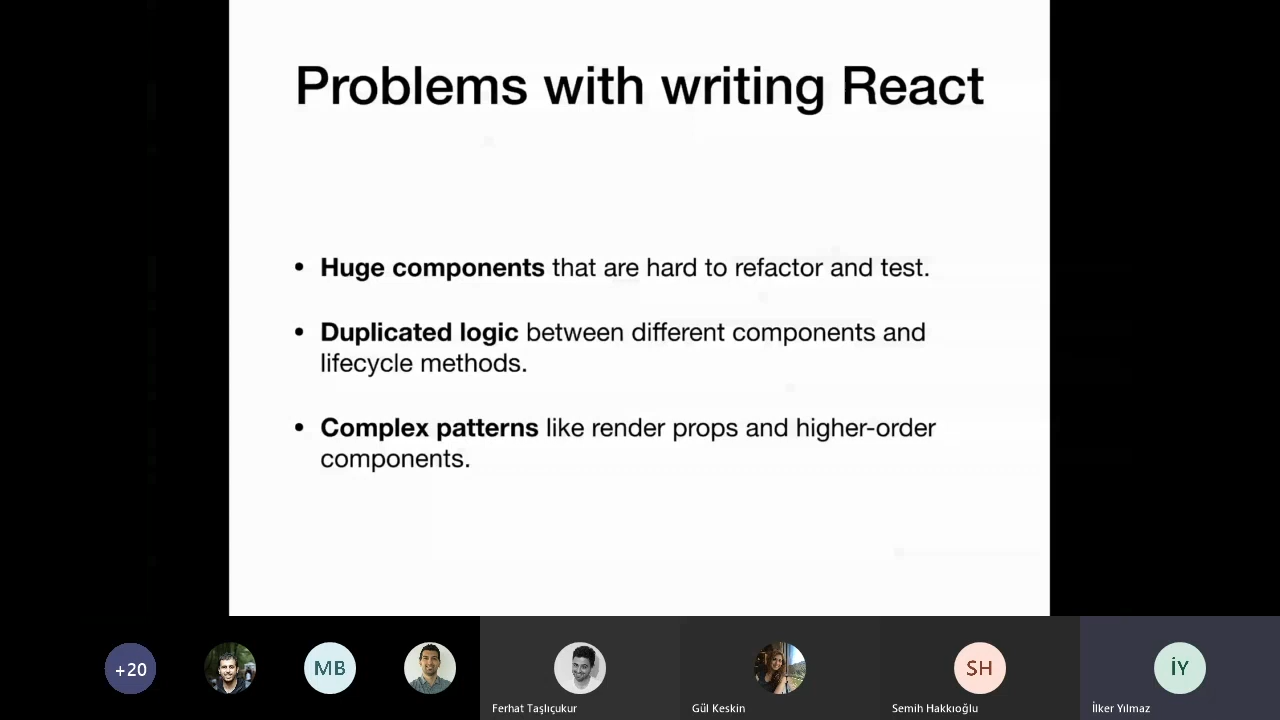 Problems with writing React
• Huge components that are hard to refactor and test.
• Duplicated logic between different components and
lifecycle methods.
• Complex patterns like render props and higher-order
components.
+20
MB
SH
İY
Ferhat Taşlıçukur
Gül Keskin
Semih Hakkıoğlu
İlker Yılmaz